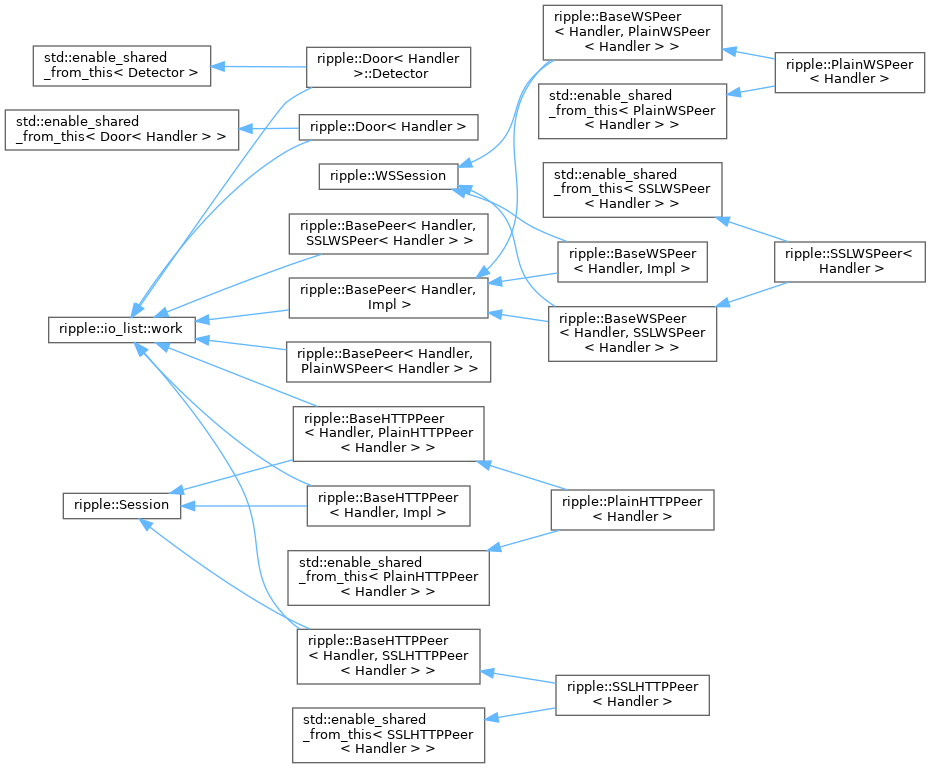 std::enable_shared
_from_this< Detector >
std::enable_shared
_from_this< Door< Handler > >
ripple::io_list::work
ripple::Session
ripple::Door< Handler
>::Detector
ripple::Door< Handler >
ripple::WSSession
ripple::BasePeer< Handler,
SSLWSPeer< Handler > >
ripple::BasePeer< Handler,
Impl >
ripple::BasePeer< Handler,
PlainWSPeer< Handler > >
ripple::BaseHTTPPeer
< Handler, PlainHTTPPeer
< Handler > >
ripple::BaseHTTPPeer
< Handler, Impl >
std::enable_shared
_from_this< PlainHTTPPeer
< Handler > >
ripple::BaseHTTPPeer
< Handler, SSLHTTPPeer
< Handler > >
std::enable_shared
_from_this< SSLHTTPPeer
< Handler > >
ripple::BaseWSPeer
< Handler, PlainWSPeer
< Handler > >
std::enable_shared
_from_this< PlainWSPeer
< Handler > >
std::enable_shared
_from_this< SSLWSPeer
< Handler > >
ripple::BaseWSPeer
< Handler, Impl >
ripple::BaseWSPeer
< Handler, SSLWSPeer
< Handler > >
ripple::PlainHTTPPeer
< Handler >
ripple::SSLHTTPPeer
< Handler >
ripple::PlainWSPeer
< Handler >
ripple::SSLWSPeer<
Handler >